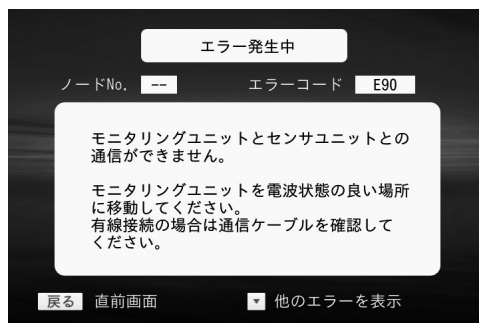 エラー発生中
ノードNo. -- エラーコード E90
モニタリングユニットとセンサユニットとの
通信ができません。
モニタリングユニットを電波状態の良い場所
に移動してください。
有線接続の場合は通信ケーブルを確認して
ください。
戻る 直前画面 ▼ 他のエラーを表示